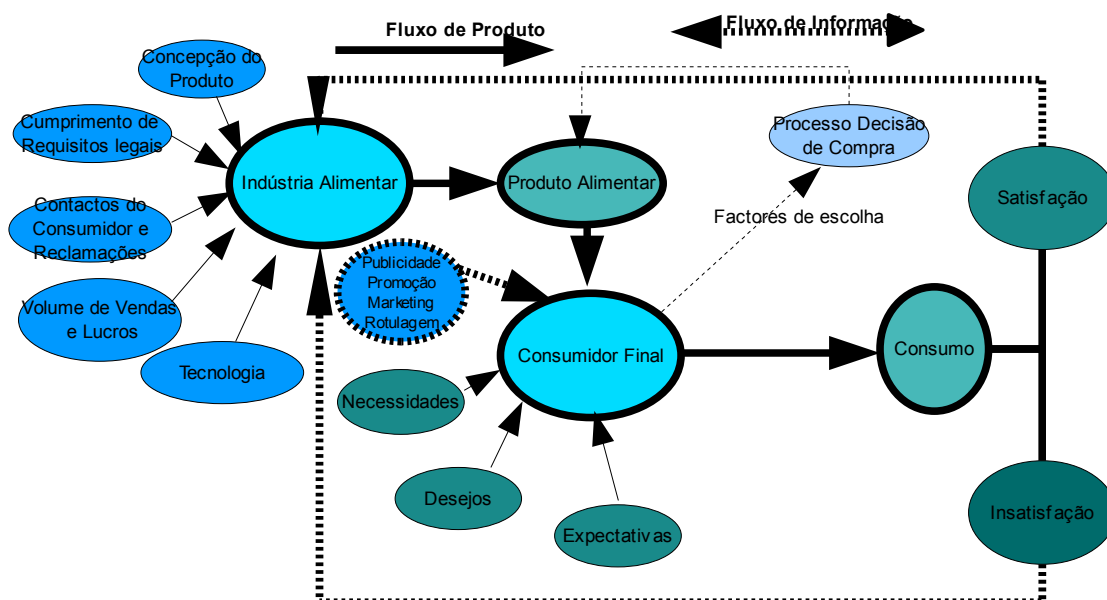 Fluxo de Produto
Fluxo de Informação
Concepção do
Produto
Cumprimento de
Requisitos legais
Contactos do
Consumidor e
Reclamações
Volume de Vendas
e Lucros
Tecnologia
Indústria Alimentar
Produto Alimentar
Processo Decisão
de Compra
Factores de escolha
Satisfação
Publicidade
Promoção
Marketing
Rotulagem
Consumidor Final
Consumo
Necessidades
Desejos
Expectativas
Insatisfação